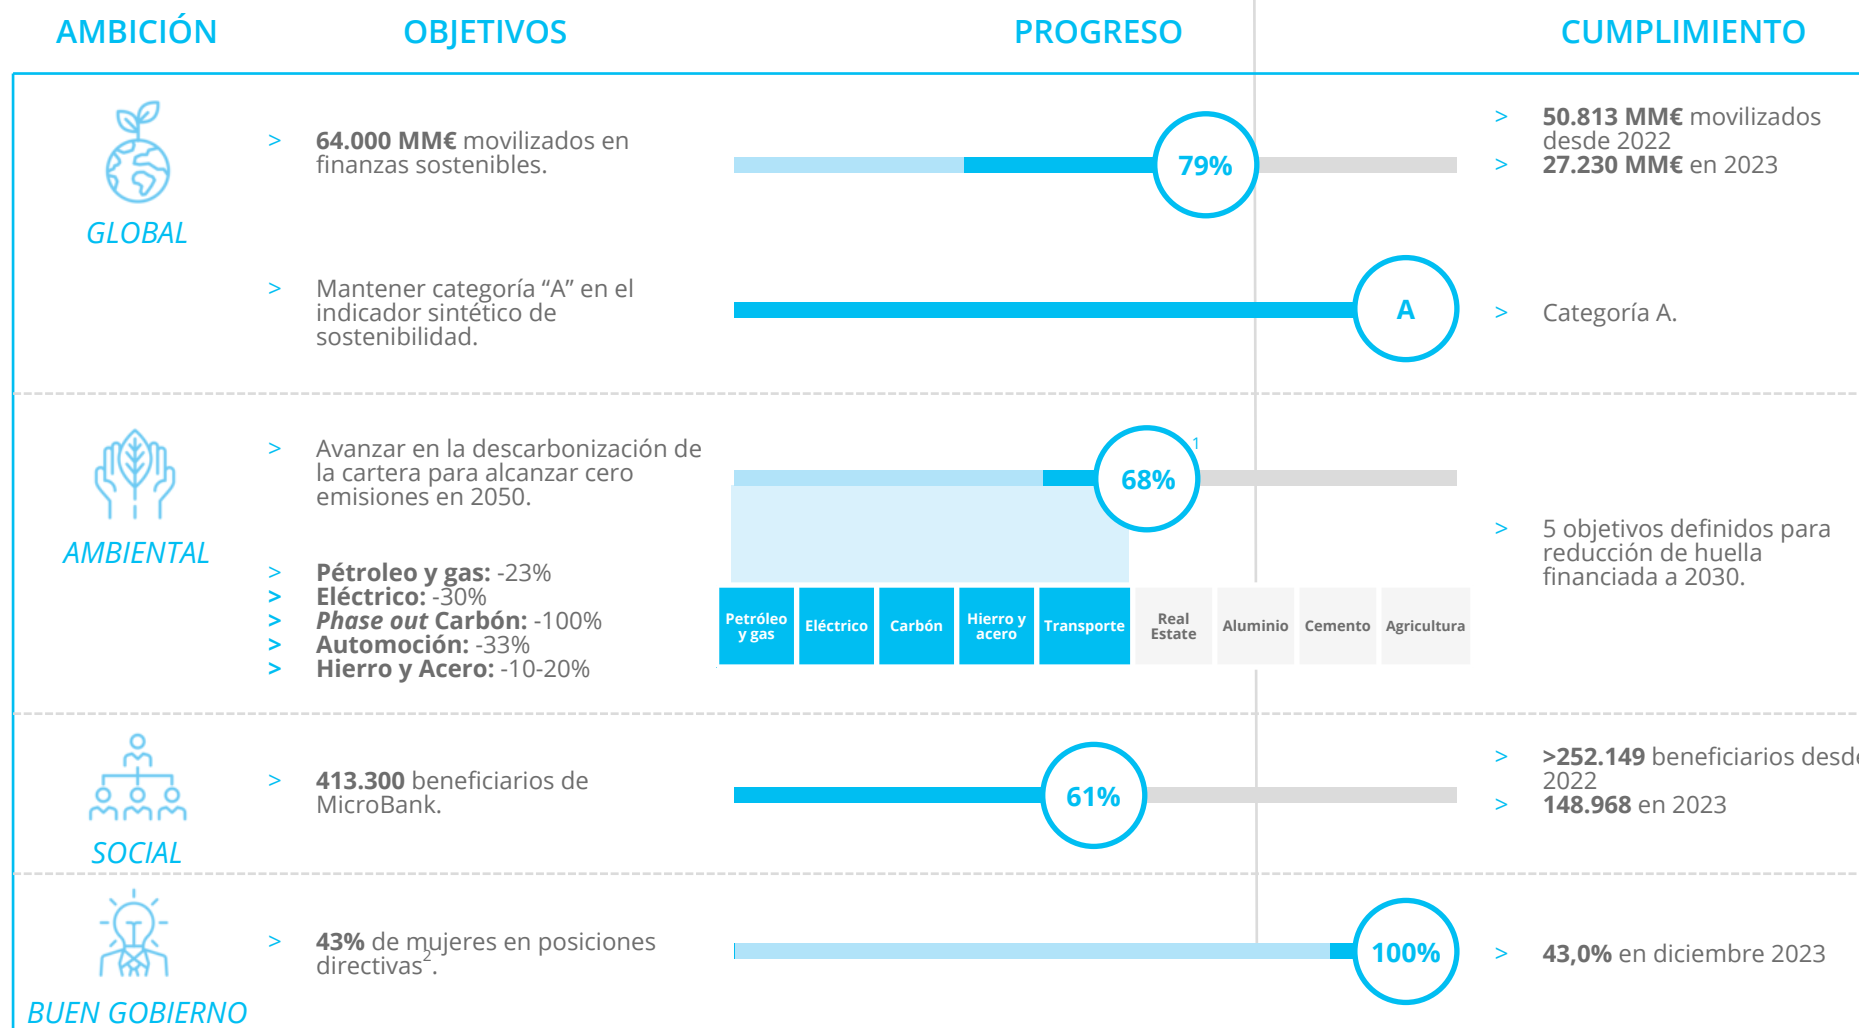 AMBICIÓN OBJETIVOS PROGRESO CUMPLIMIENTO
GLOBAL
> 64.000 MM€ movilizados en
finanzas sostenibles.
79%
> 50.813 MM€ movilizados
desde 2022
> 27.230 MM€ en 2023
> Mantener categoría “A” en el
indicador sintético de
sostenibilidad.
A
> Categoría A.
AMBIENTAL
> Avanzar en la descarbonización de
la cartera para alcanzar cero
emisiones en 2050.
68%
1
> Pétroleo y gas: -23%
> Eléctrico: -30%
> Phase out Carbón: -100%
> Automoción: -33%
> Hierro y Acero: -10-20%
Petróleo
y gas
Eléctrico
Carbón
Hierro y
acero
Transporte
Real
Estate
Aluminio
Cemento
Agricultura
> 5 objetivos definidos para
reducción de huella
financiada a 2030.
SOCIAL
> 413.300 beneficiarios de
MicroBank.
61%
> >252.149 beneficiarios desde
2022
> 148.968 en 2023
BUEN GOBIERNO
> 43% de mujeres en posiciones
directivas2.
100%
> 43,0% en diciembre 2023